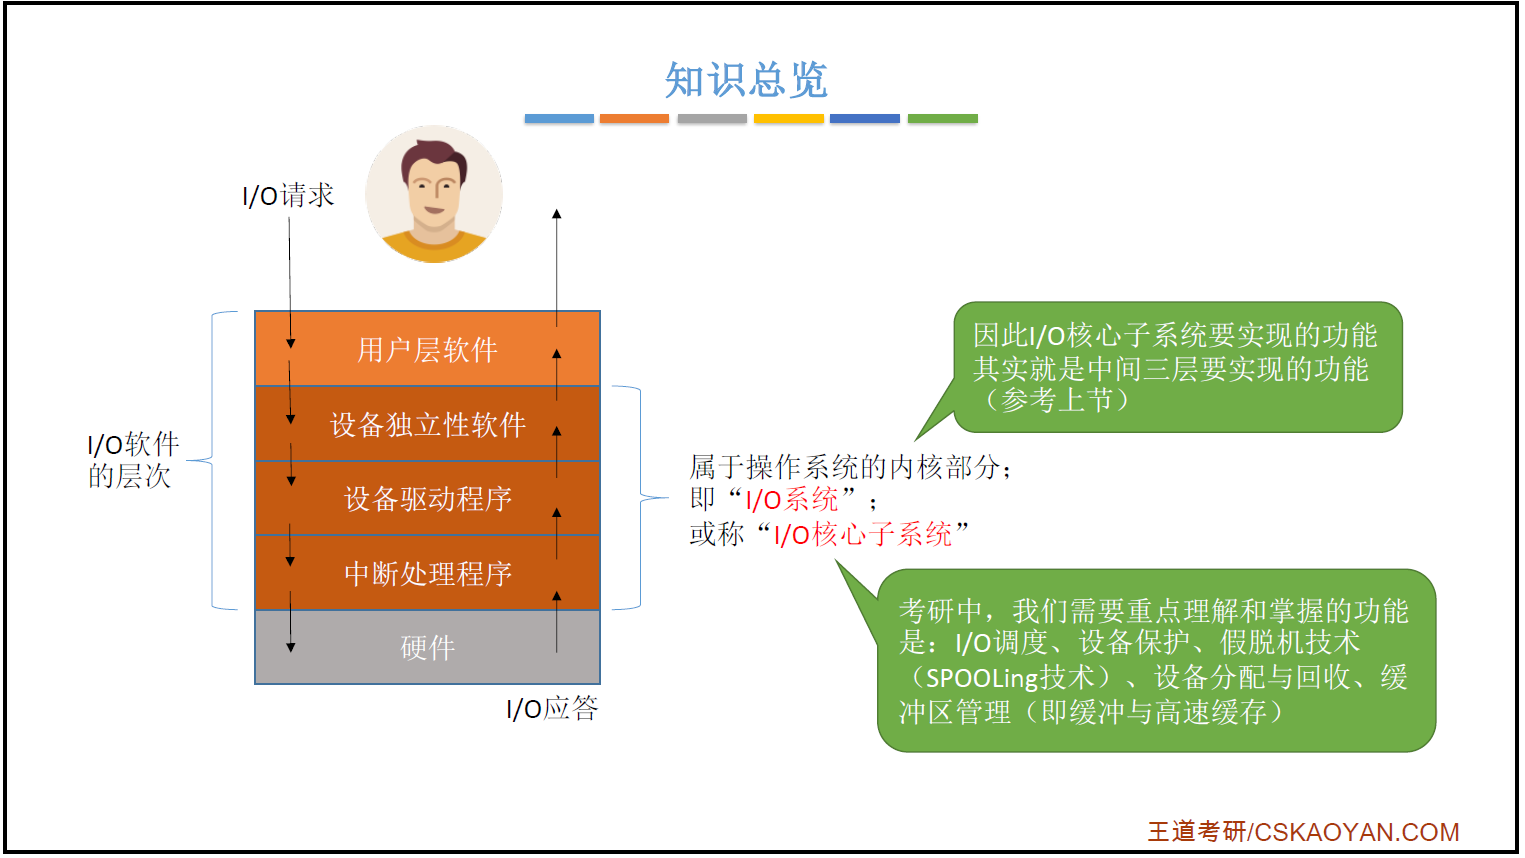 知识总览
I/O请求
用户层软件
设备独立性软件
设备驱动程序
中断处理程序
硬件
I/O应答
I/O软件
的层次
属于操作系统的内核部分；
即“I/O系统”；
或称“I/O核心子系统”
因此I/O核心子系统要实现的功能
其实就是中间三层要实现的功能
（参考上节）
考研中，我们需要重点理解和掌握的功能
是：I/O调度、设备保护、假脱机技术
（SPOOLing技术）、设备分配与回收、缓
冲区管理（即缓冲与高速缓存）
王道考研/CSKAOYAN.COM